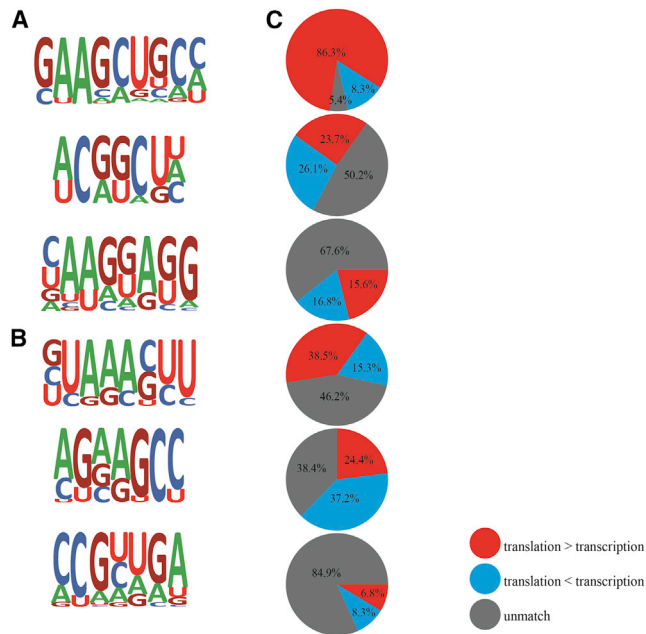 A
GAAGCUGCC
ACGGCUU
CAAGGAGG
B
GUAAACUU
AGAAGCC
CCGUUGA
C
86.3%
8.3%
5.4%
23.7%
26.1%
50.2%
67.6%
16.8%
15.6%
38.5%
15.3%
46.2%
38.4%
24.4%
37.2%
84.9%
6.8%
8.3%
translation > transcription
translation < transcription
unmatch